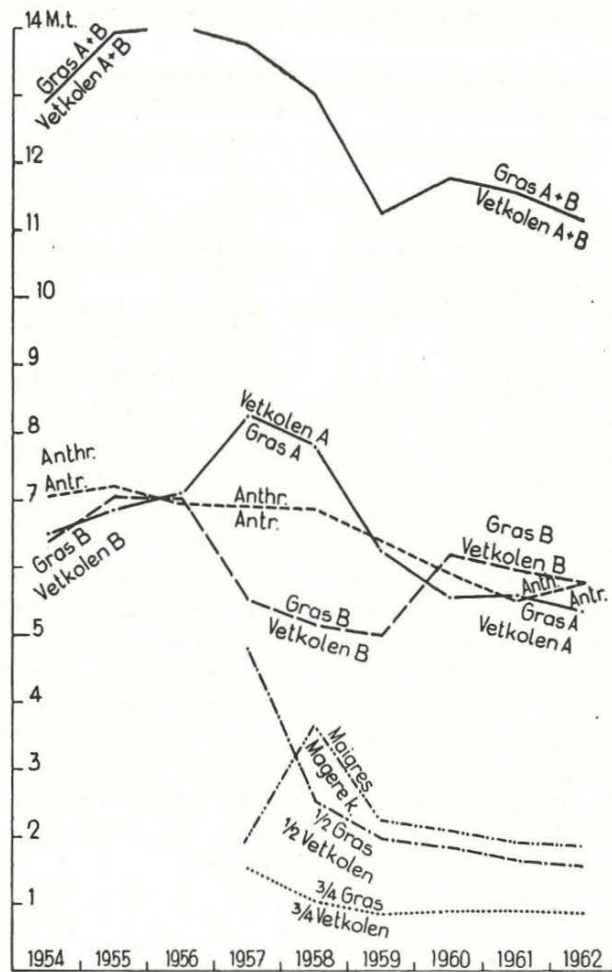 14 M.t.
Gras A+B
Vetkolen A+B
12
11
Gras A+B
Vetkolen A+B
10
9
8
Vetkolen A
Gras A
Anthr.
Antr.
7
Anthr.
Antr.
Gras B
Vetkolen B
Gras B
Vetkolen B
6
Anth.
Antr.
Gras B
Vetkolen B
Gras A
Vetkolen A
5
4
Maigres
Magere k.
3
1/2 Gras
1/2 Vetkolen
2
3/4 Gras
3/4 Vetkolen
1
1954 1955 1956 1957 1958 1959 1960 1961 1962